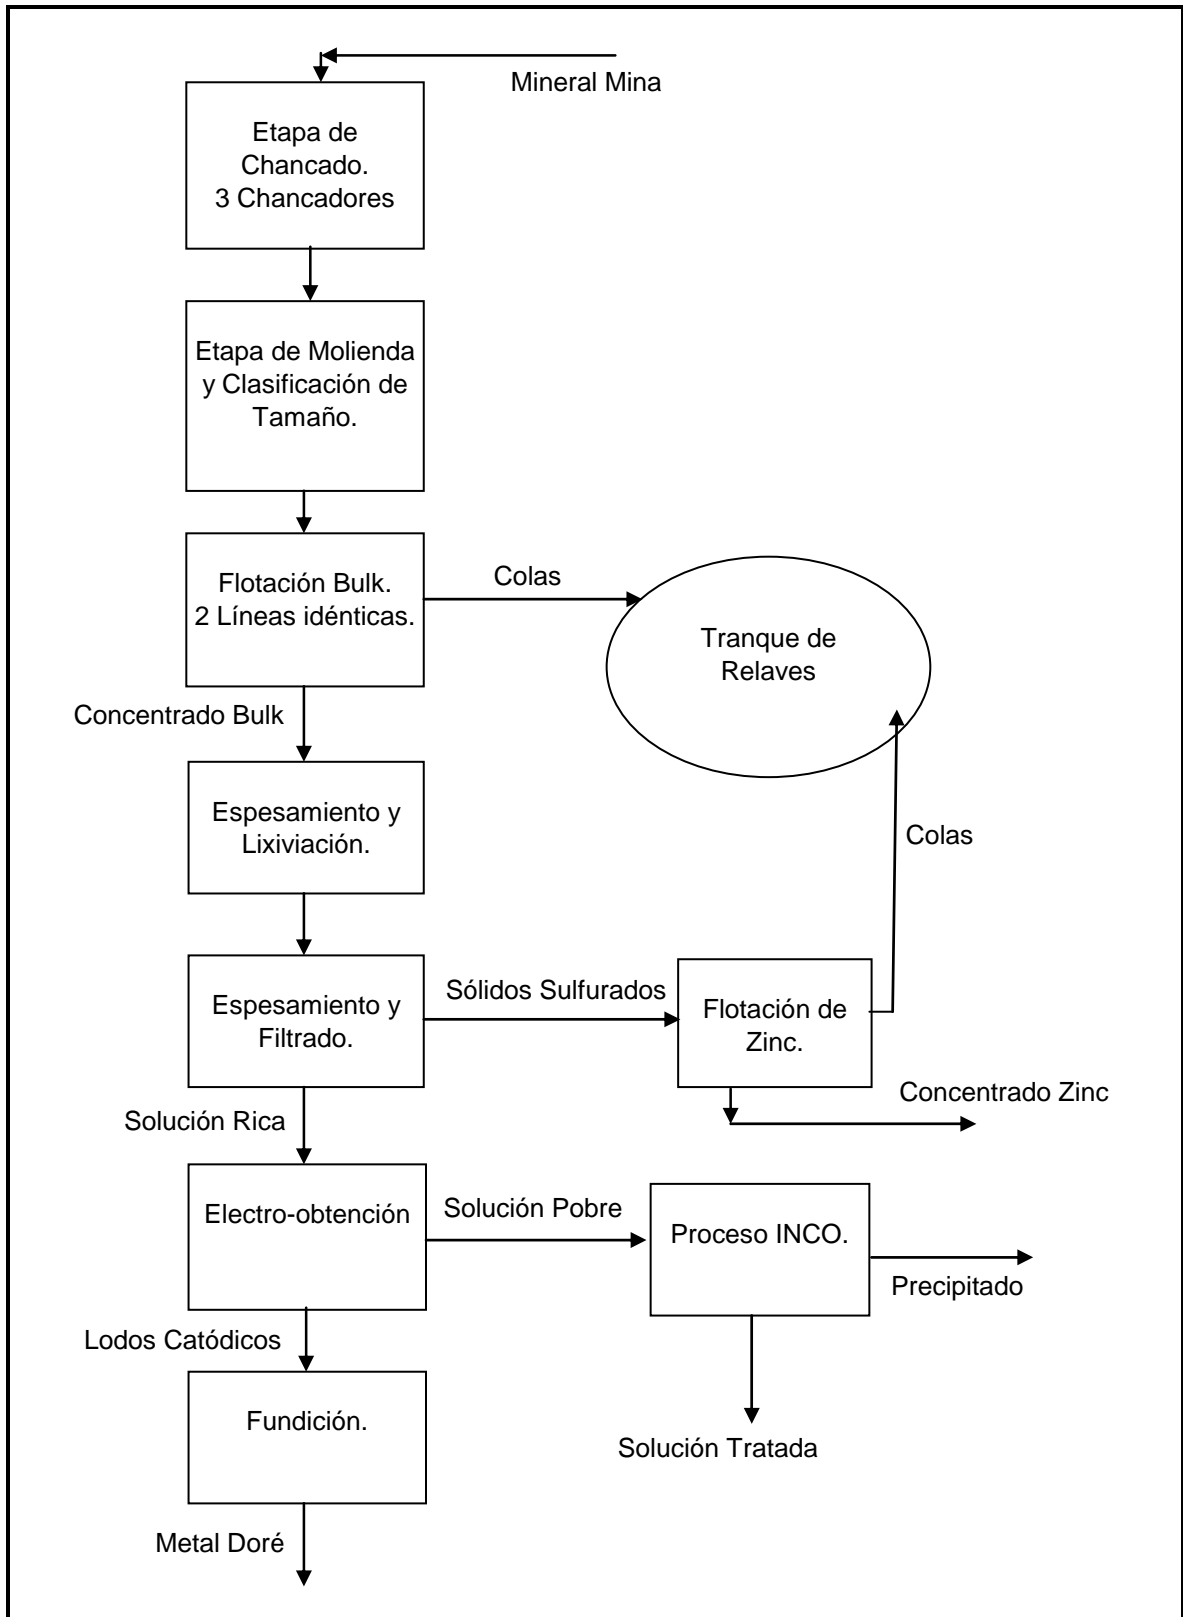 Mineral Mina
Etapa de
Chancado.
3 Chancadores
Etapa de Molienda
y Clasificación de
Tamaño.
Flotación Bulk.
2 Líneas idénticas.
Colas
Tranque de
Relaves
Concentrado Bulk
Espesamiento y
Lixiviación.
Colas
Espesamiento y
Filtrado.
Sólidos Sulfurados
Flotación de
Zinc.
Concentrado Zinc
Solución Rica
Electro-obtención
Solución Pobre
Proceso INCO.
Precipitado
Lodos Catódicos
Fundición.
Solución Tratada
Metal Doré